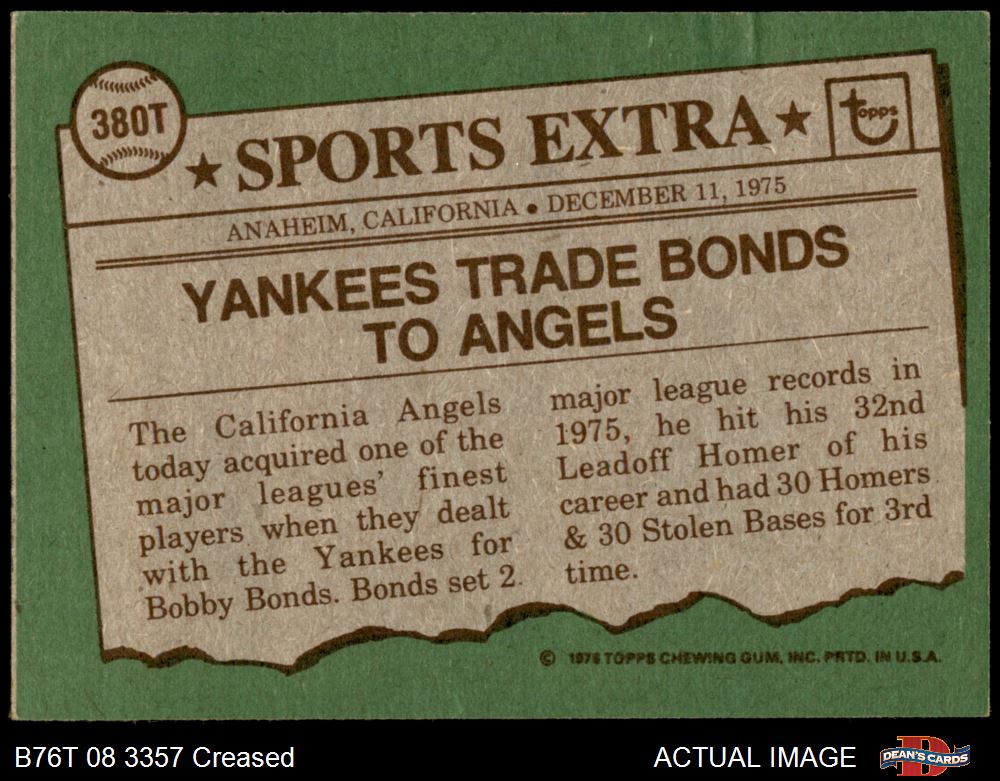 380T
★ SPORTS EXTRA ★
topps
ANAHEIM, CALIFORNIA • DECEMBER 11, 1975
YANKEES TRADE BONDS
TO ANGELS
The California Angels
today acquired one of the
major leagues' finest
players when they dealt
with the Yankees for
Bobby Bonds. Bonds set 2
major league records in
1975, he hit his 32nd
Leadoff Homer of his
career and had 30 Homers
& 30 Stolen Bases for 3rd
time.
© 1976 TOPPS CHEWING GUM, INC. PRTD. IN U.S.A.
B76T 08 3357 Creased
ACTUAL IMAGE
DEAN'S CARDS